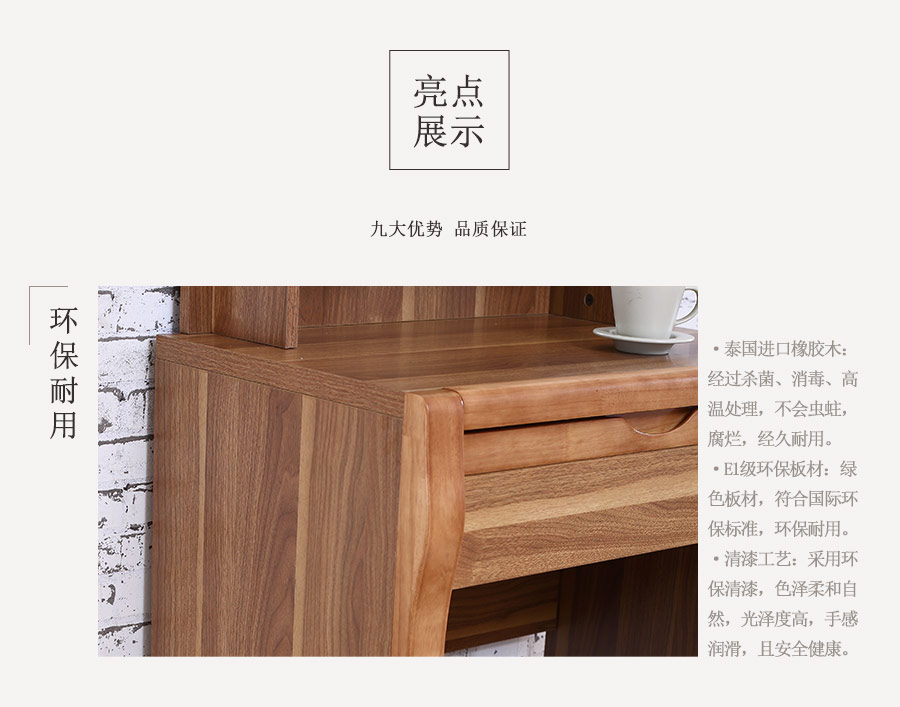 亮点
展示
九大优势 品质保证
环保耐用
·泰国进口橡胶木：
经过杀菌、消毒、高
温处理，不会虫蛀，
腐烂，经久耐用。
·E1级环保板材：绿
色板材，符合国际环
保标准，环保耐用。
·清漆工艺：采用环
保清漆，色泽柔和自
然，光泽度高，手感
润滑，且安全健康。